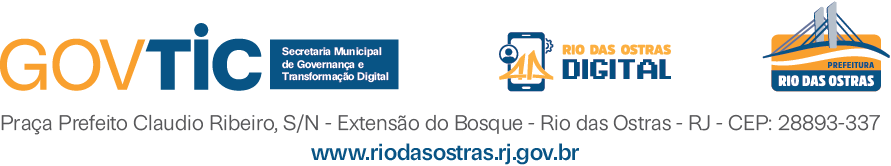 GOVTIC
Secretaria Municipal
de Governança e
Transformação Digital
RIO DAS OSTRAS
DIGITAL
PREFEITURA
RIO DAS OSTRAS
Praça Prefeito Claudio Ribeiro, S/N - Extensão do Bosque - Rio das Ostras - RJ - CEP: 28893-337
www.riodasostras.rj.gov.br